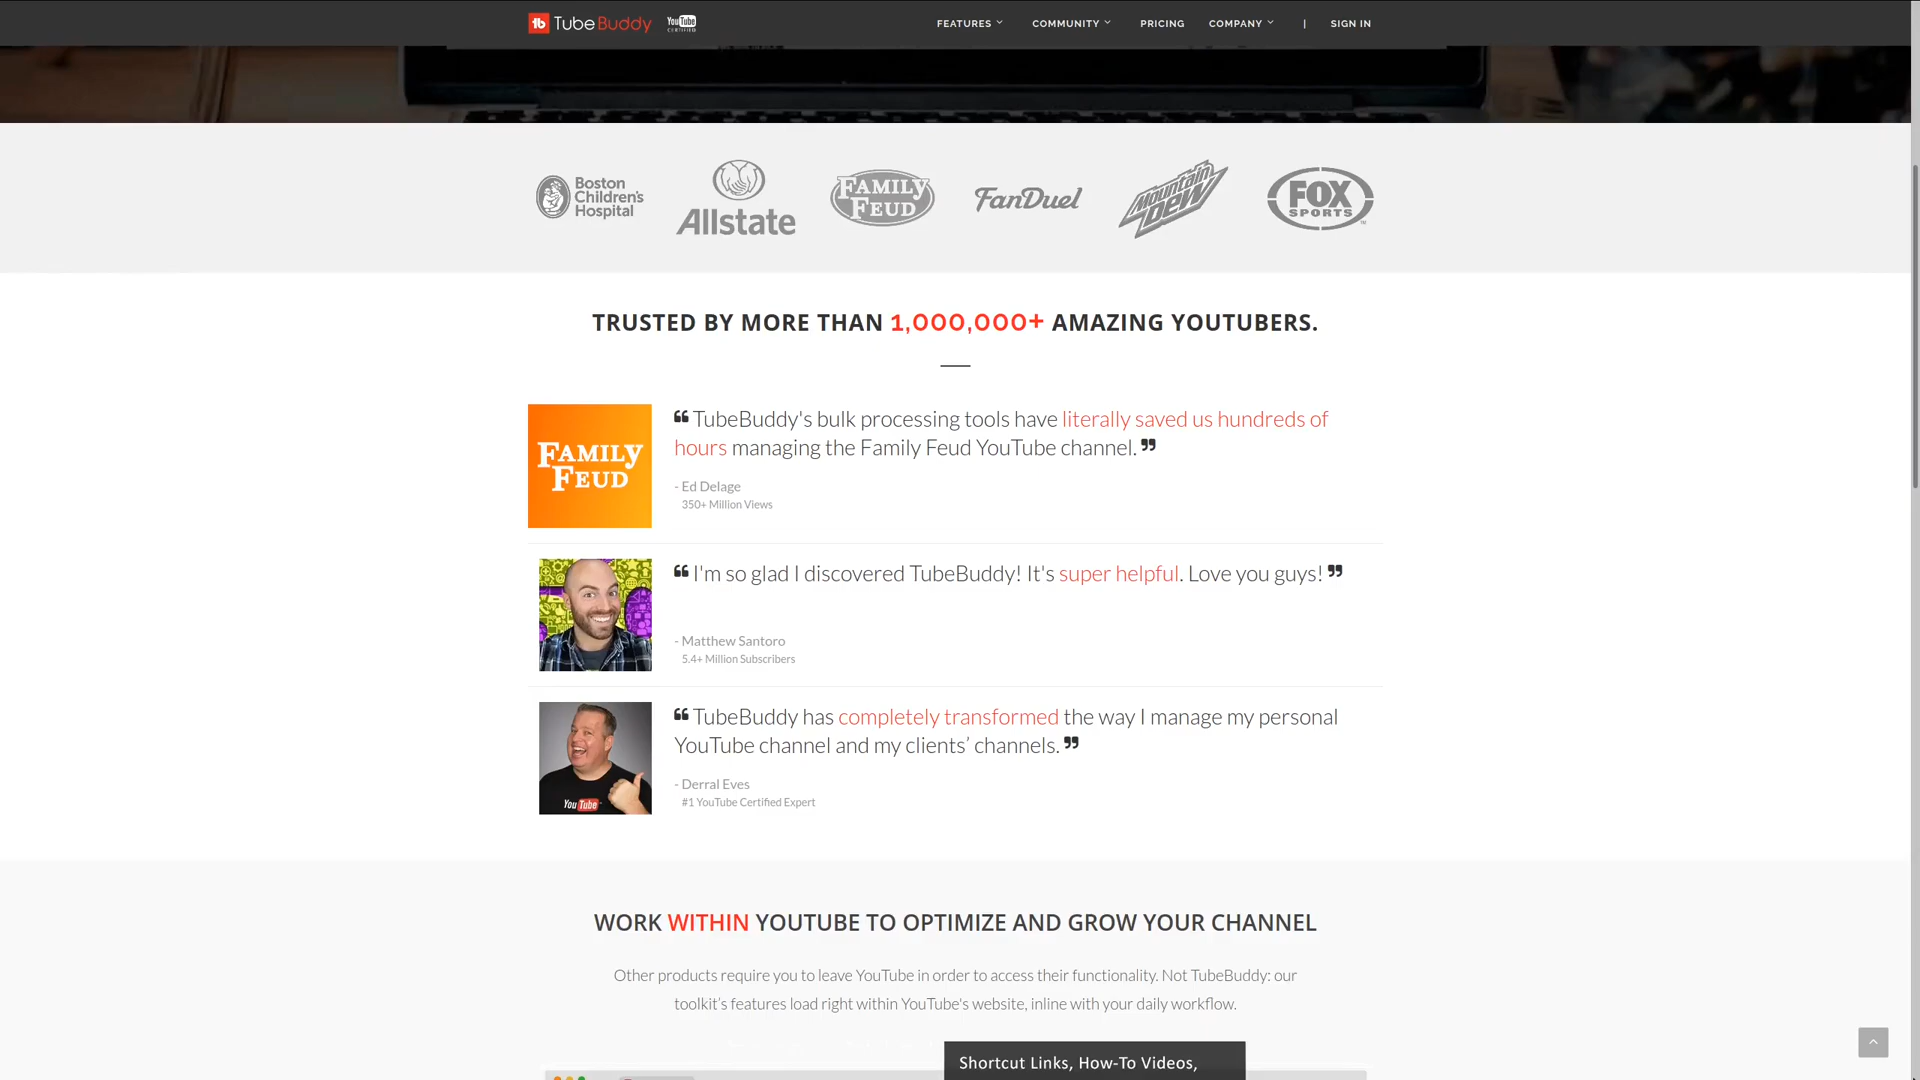 TubeBuddy YouTube CERTIFIED FEATURES COMMUNITY PRICING COMPANY | SIGN IN
Boston
Children's
Hospital
Allstate
FAMILY
FEUD
FanDuel
Mountain
Dew
FOX
SPORTS
TRUSTED BY MORE THAN 1,000,000+ AMAZING YOUTUBERS.
FAMILY
FEUD
❝ TubeBuddy's bulk processing tools have literally saved us hundreds of
hours managing the Family Feud YouTube channel. ❞
- Ed Delage
350+ Million Views
❝ I'm so glad I discovered TubeBuddy! It's super helpful. Love you guys! ❞
- Matthew Santoro
5.4+ Million Subscribers
❝ TubeBuddy has completely transformed the way I manage my personal
YouTube channel and my clients’ channels. ❞
- Derral Eves
#1 YouTube Certified Expert
YouTube
WORK WITHIN YOUTUBE TO OPTIMIZE AND GROW YOUR CHANNEL
Other products require you to leave YouTube in order to access their functionality. Not TubeBuddy: our
toolkit’s features load right within YouTube's website, inline with your daily workflow.
Shortcut Links, How-To Videos,